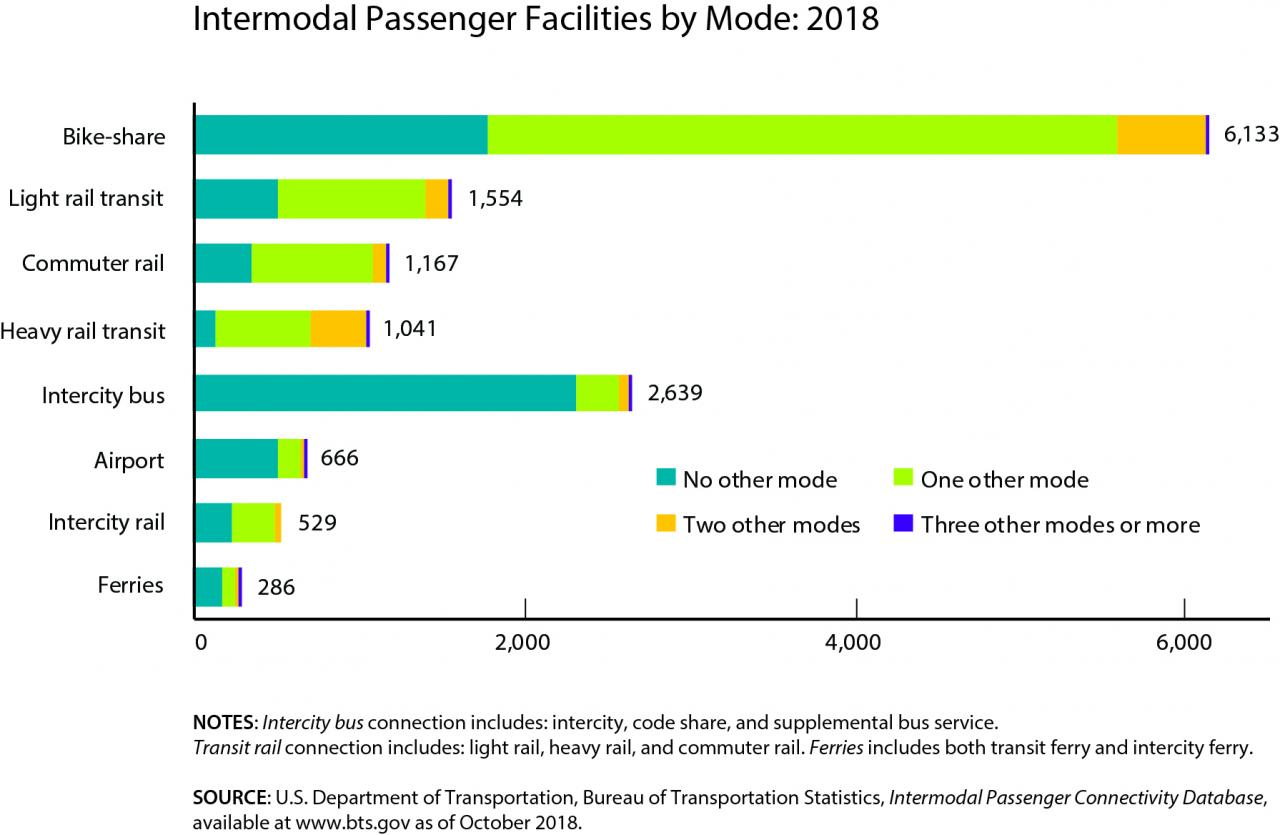 Intermodal Passenger Facilities by Mode: 2018
Bike-share
6,133
Light rail transit
1,554
Commuter rail
1,167
Heavy rail transit
1,041
Intercity bus
2,639
Airport
666
Intercity rail
529
Ferries
286
No other mode
One other mode
Two other modes
Three other modes or more
0 2,000 4,000 6,000
NOTES: Intercity bus connection includes: intercity, code share, and supplemental bus service.
Transit rail connection includes: light rail, heavy rail, and commuter rail. Ferries includes both transit ferry and intercity ferry.
SOURCE: U.S. Department of Transportation, Bureau of Transportation Statistics, Intermodal Passenger Connectivity Database,
available at www.bts.gov as of October 2018.